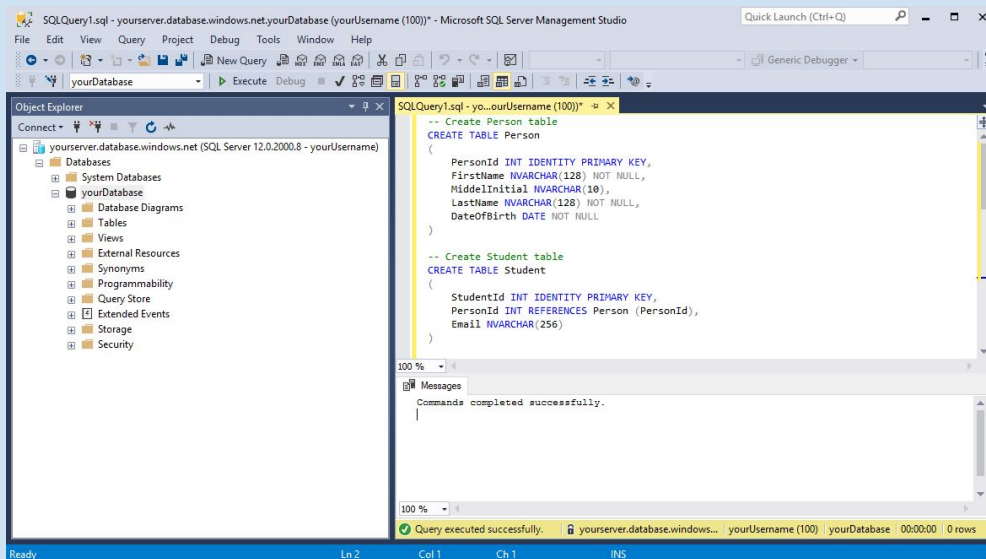 SQLQuery1.sql - yourserver.database.windows.net.yourDatabase (yourUsername (100))* - Microsoft SQL Server Management Studio
Quick Launch (Ctrl+Q)
File Edit View Query Project Debug Tools Window Help
New Query
Generic Debugger
yourDatabase
Execute Debug
Object Explorer
Connect
yourserver.database.windows.net (SQL Server 12.0.2000.8 - yourUsername)
Databases
System Databases
yourDatabase
Database Diagrams
Tables
Views
External Resources
Synonyms
Programmability
Query Store
Extended Events
Storage
Security
SQLQuery1.sql - yo...ourUsername (100))*
-- Create Person table
CREATE TABLE Person
(
PersonId INT IDENTITY PRIMARY KEY,
FirstName NVARCHAR(128) NOT NULL,
MiddelInitial NVARCHAR(10),
LastName NVARCHAR(128) NOT NULL,
DateOfBirth DATE NOT NULL
)
-- Create Student table
CREATE TABLE Student
(
StudentId INT IDENTITY PRIMARY KEY,
PersonId INT REFERENCES Person (PersonId),
Email NVARCHAR(256)
)
100 %
Messages
Commands completed successfully.
100 %
Query executed successfully. yourserver.database.windows... yourUsername (100) yourDatabase 00:00:00 0 rows
Ready Ln 2 Col 1 Ch 1 INS